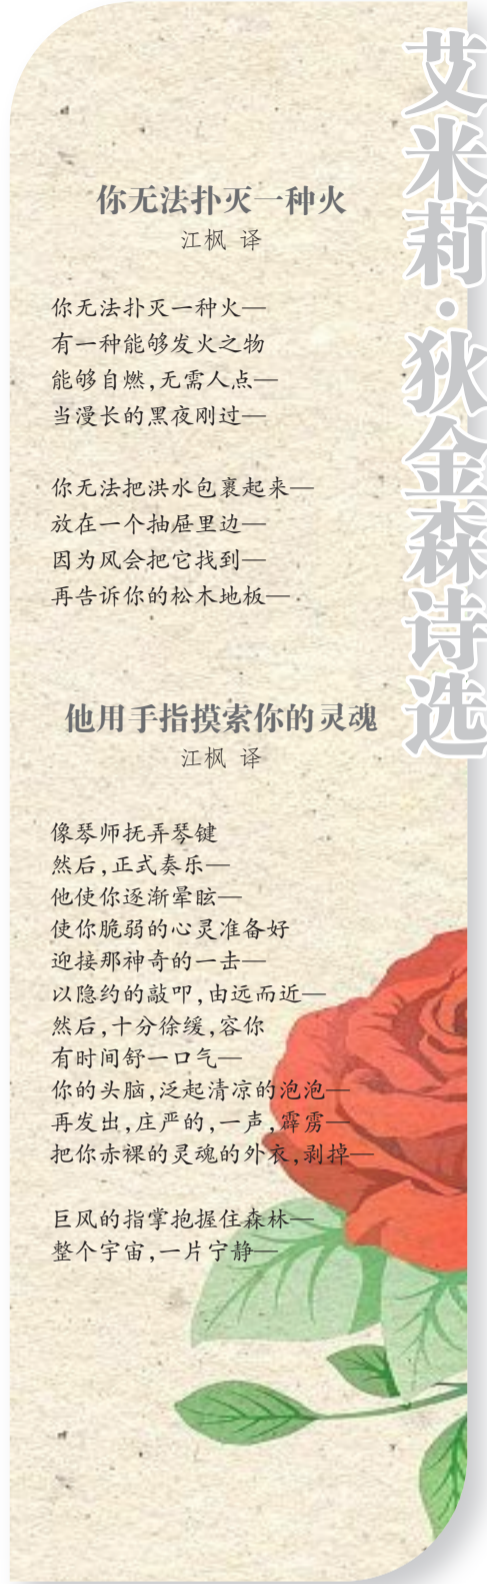 艾米莉·狄金森诗选
你无法扑灭一种火
江枫 译
你无法扑灭一种火—
有一种能够发火之物
能够自燃,无需人点—
当漫长的黑夜刚过—
你无法把洪水包裹起来—
放在一个抽屉里边—
因为风会把它找到—
再告诉你的松木地板—
他用手指摸索你的灵魂
江枫 译
像琴师抚弄琴键
然后,正式奏乐—
他使你逐渐晕眩—
使你脆弱的心灵准备好
迎接那神奇的一击—
以隐约的敲叩,由远而近—
然后,十分徐缓,容你
有时间舒一口气—
你的头脑,泛起清凉的泡泡—
再发出,庄严的,一声,霹雳—
把你赤裸的灵魂的外衣,剥掉—
巨风的指掌抱握住森林—
整个宇宙,一片宁静—